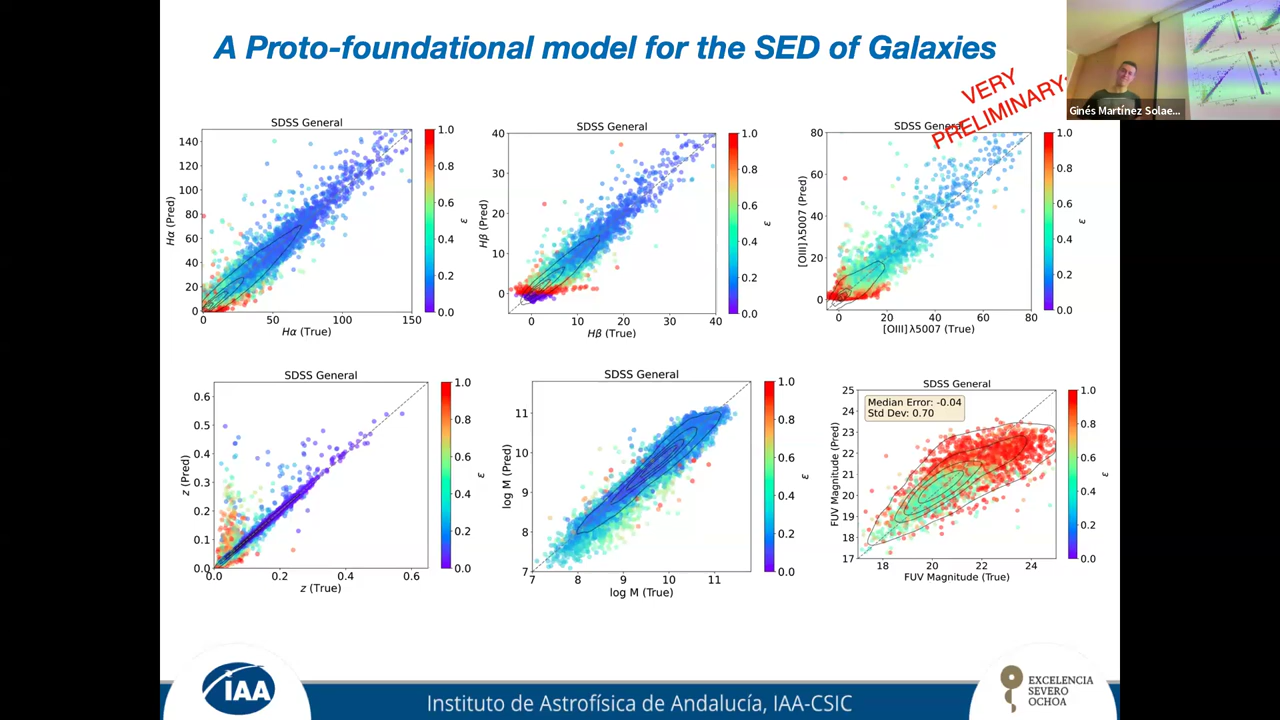 A Proto-foundational model for the SED of Galaxies
VERY
PRELIMINARY:
Ginés Martínez Solae...
SDSS General
140
120
100
80
60
40
20
0
Hα (Pred)
0
50
100
150
Hα (True)
1.0
0.8
0.6
0.4
0.2
0.0
ε
SDSS General
40
30
20
10
0
Hβ (Pred)
0
10
20
30
40
Hβ (True)
1.0
0.8
0.6
0.4
0.2
0.0
ε
SDSS General
80
60
40
20
0
[OIII] λ5007 (Pred)
0
20
40
60
80
[OIII] λ5007 (True)
1.0
0.8
0.6
0.4
0.2
0.0
ε
SDSS General
0.6
0.5
0.4
0.3
0.2
0.1
0.0
z (Pred)
0.0
0.2
0.4
0.6
z (True)
1.0
0.8
0.6
0.4
0.2
0.0
ε
SDSS General
11
10
9
8
7
log M (Pred)
7
8
9
10
11
log M (True)
1.0
0.8
0.6
0.4
0.2
0.0
ε
SDSS General
Median Error: -0.04
Std Dev: 0.70
25
24
23
22
21
20
19
18
17
FUV Magnitude (Pred)
18
20
22
24
FUV Magnitude (True)
1.0
0.8
0.6
0.4
0.2
0.0
ε
IAA
Instituto de Astrofísica de Andalucía, IAA-CSIC
EXCELENCIA
SEVERO
OCHOA